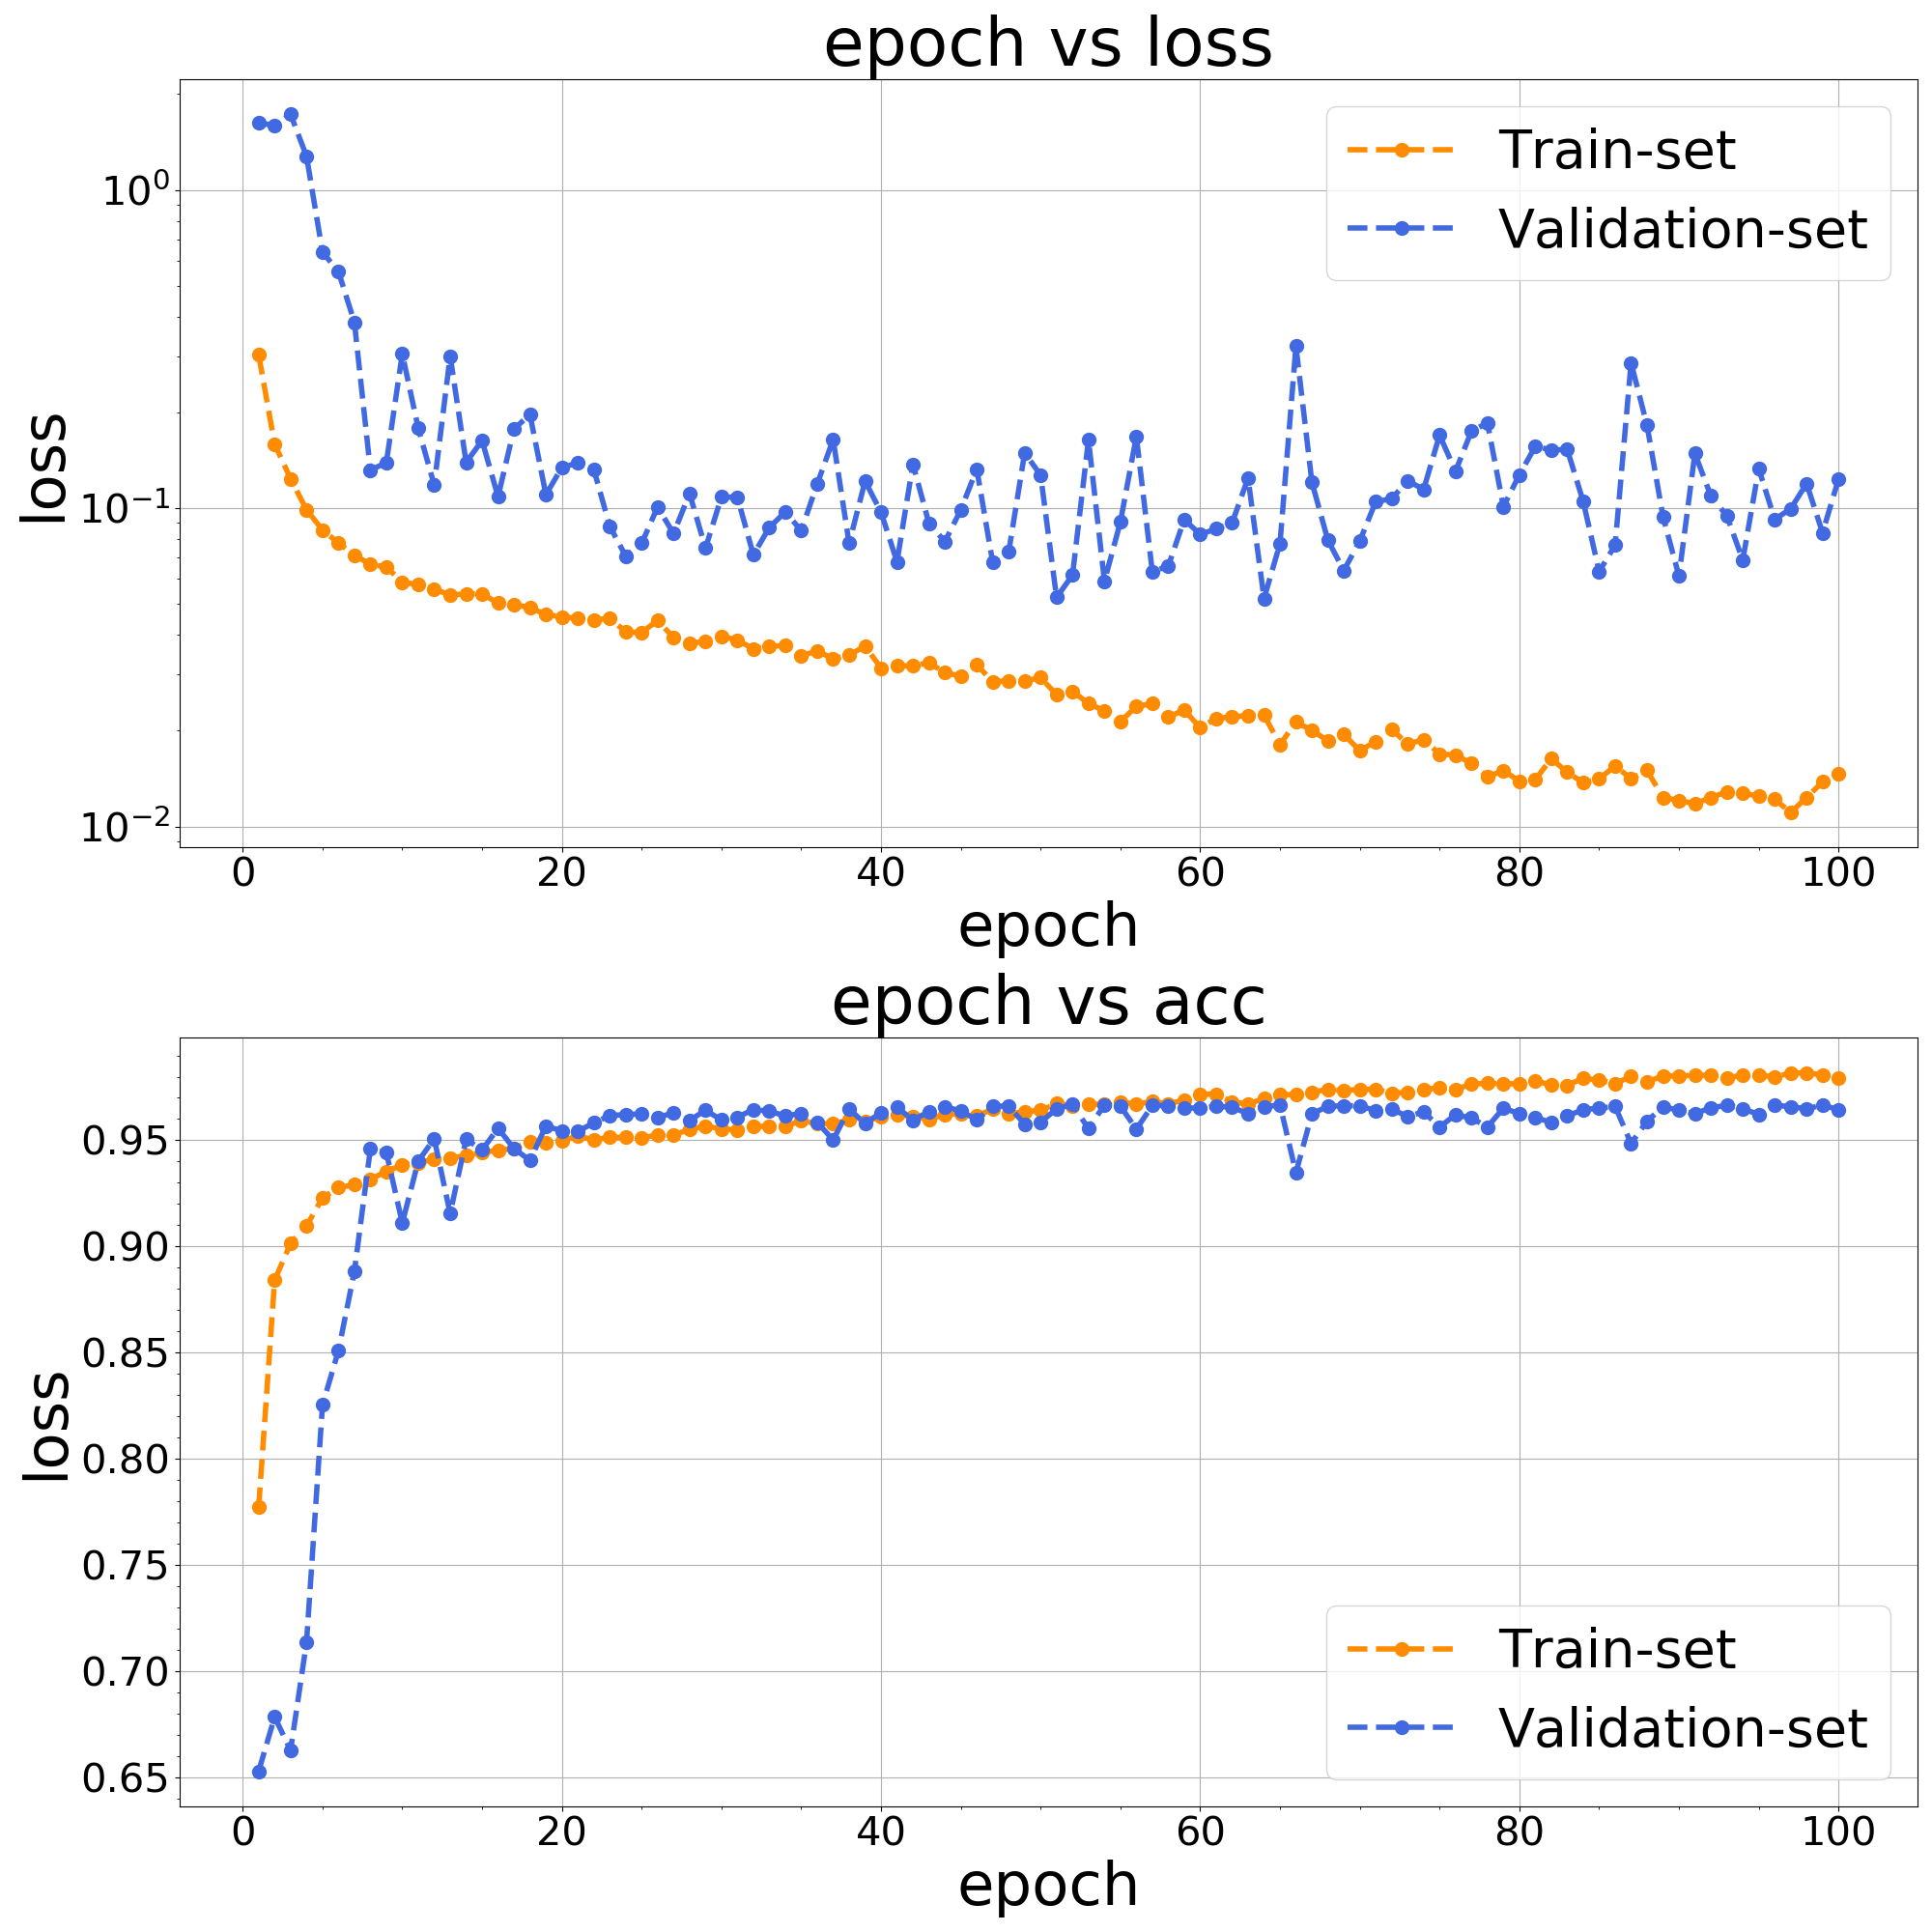 epoch vs loss
Train-set
Validation-set
10⁰
10⁻¹
10⁻²
loss
0 20 40 60 80 100
epoch
epoch vs acc
0.95
0.90
0.85
0.80
0.75
0.70
0.65
loss
Train-set
Validation-set
0 20 40 60 80 100
epoch